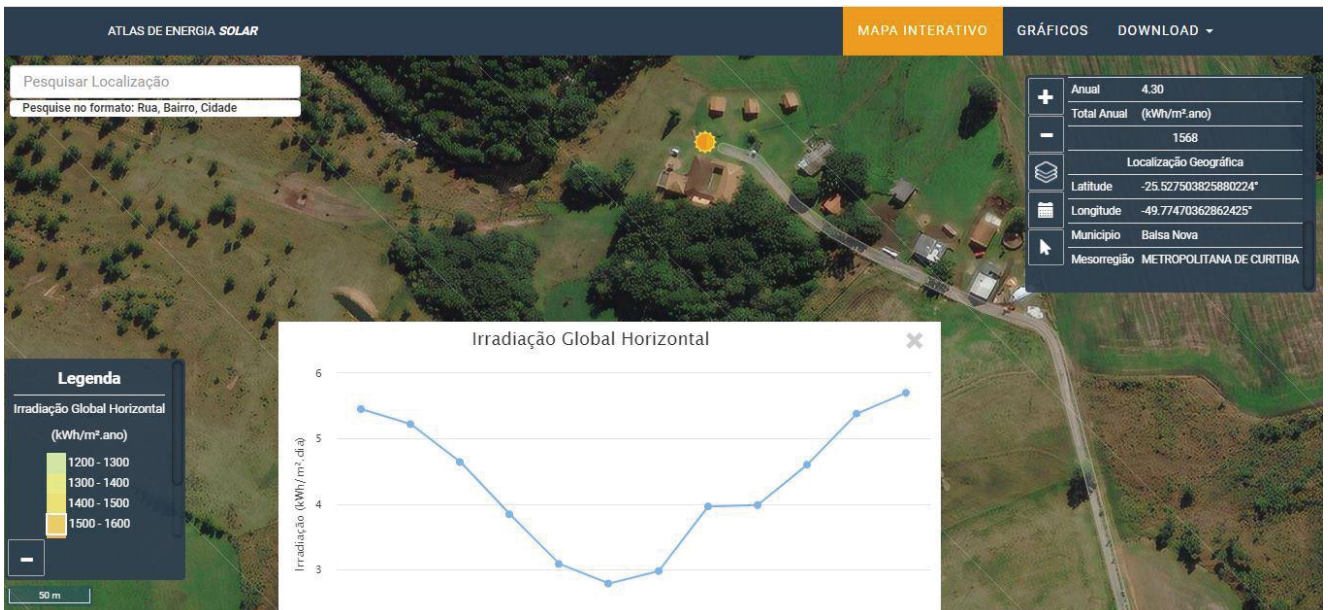 ATLAS DE ENERGIA SOLAR
MAPA INTERATIVO
GRÁFICOS
DOWNLOAD
Pesquisar Localização
Pesquise no formato: Rua, Bairro, Cidade
Anual 4.30
Total Anual (kWh/m².ano)
1568
Localização Geográfica
Latitude -25.527503825880224°
Longitude -49.77470362862425°
Municipio Balsa Nova
Mesorregião METROPOLITANA DE CURITIBA
Irradiação Global Horizontal
6
5
4
3
Irradiação (kWh/m².dia)
Legenda
Irradiação Global Horizontal
(kWh/m².ano)
1200 - 1300
1300 - 1400
1400 - 1500
1500 - 1600
50 m